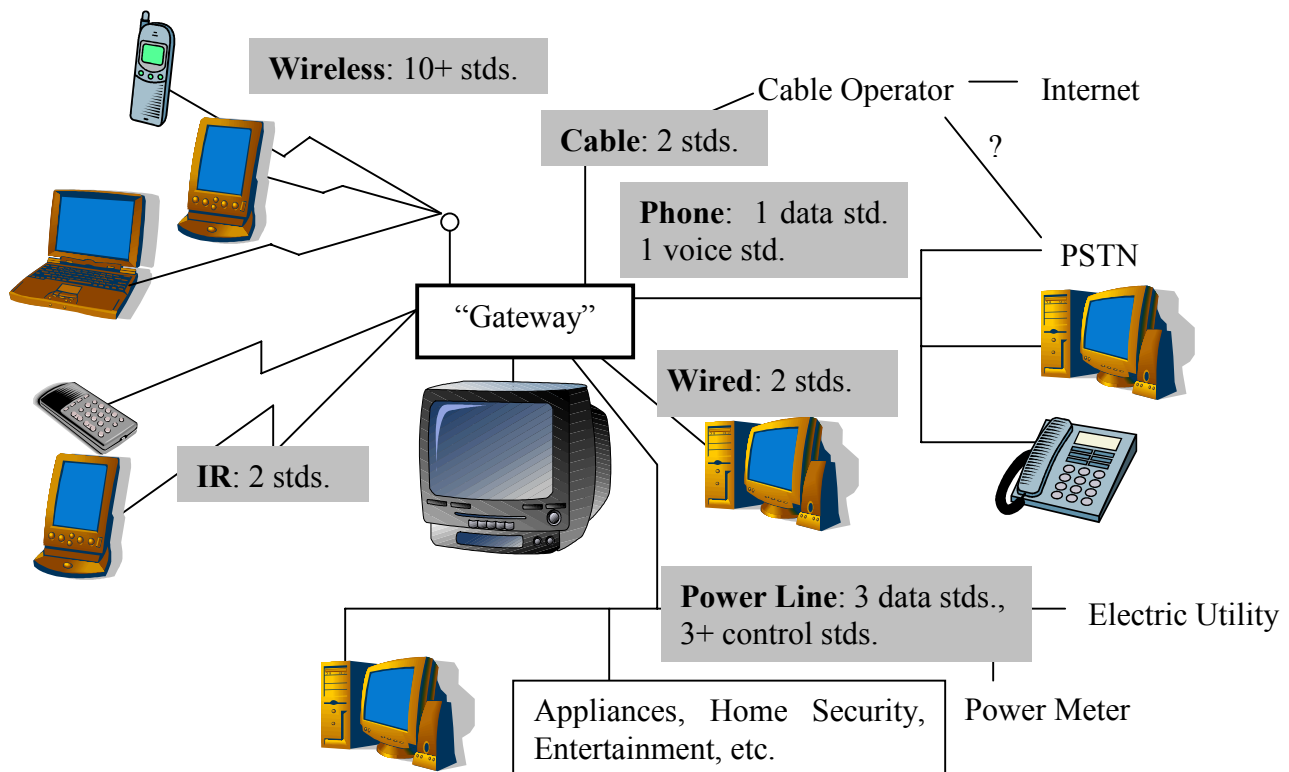 Wireless: 10+ stds.
Cable Operator
Internet
Cable: 2 stds.
?
Phone: 1 data std.
1 voice std.
PSTN
“Gateway”
Wired: 2 stds.
IR: 2 stds.
Power Line: 3 data stds.,
3+ control stds.
Electric Utility
Appliances, Home Security,
Entertainment, etc.
Power Meter